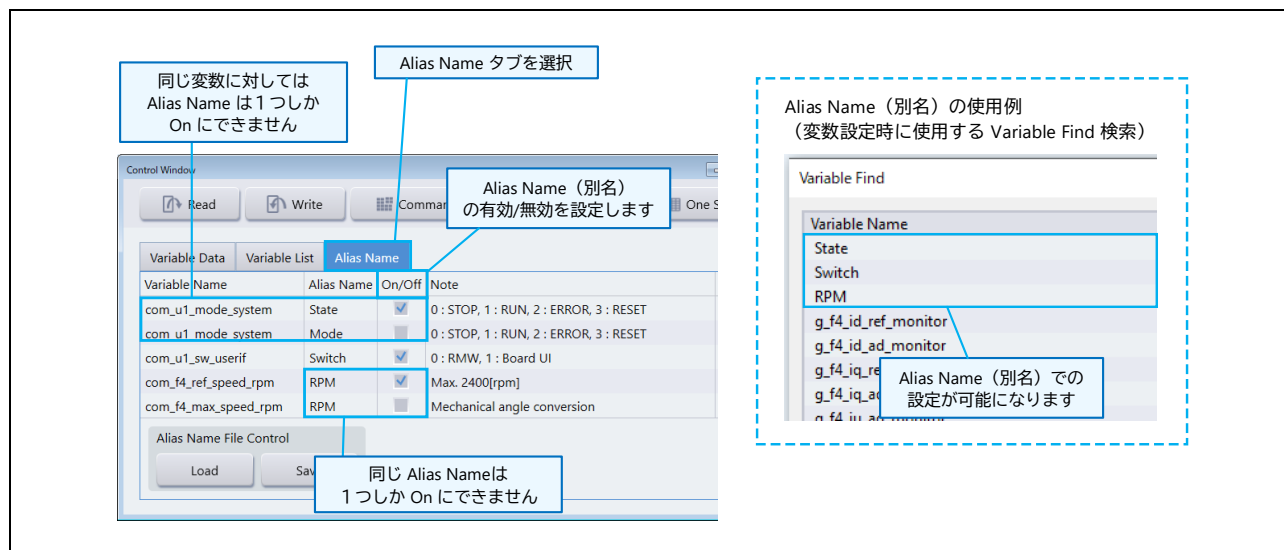 同じ変数に対しては
Alias Name は１つしか
On にできません
Alias Name タブを選択
Control Window
Alias Name（別名）
の有効/無効を設定します
Read
Write
One S
Variable Data
Variable List
Alias Name
Variable Name Alias Name On/Off Note
com_u1_mode_system State 0 : STOP, 1 : RUN, 2 : ERROR, 3 : RESET
com_u1_mode_system Mode 0 : STOP, 1 : RUN, 2 : ERROR, 3 : RESET
com_u1_sw_userif Switch 0 : RMW, 1 : Board UI
com_f4_ref_speed_rpm RPM Max. 2400[rpm]
com_f4_max_speed_rpm RPM Mechanical angle conversion
Alias Name File Control
Load
同じ Alias Nameは
１つしか On にできません
Alias Name（別名）の使用例
（変数設定時に使用する Variable Find 検索）
Variable Find
Variable Name
State
Switch
RPM
g_f4_id_ref_monitor
g_f4_id_ad_monitor
Alias Name（別名）での
設定が可能になります